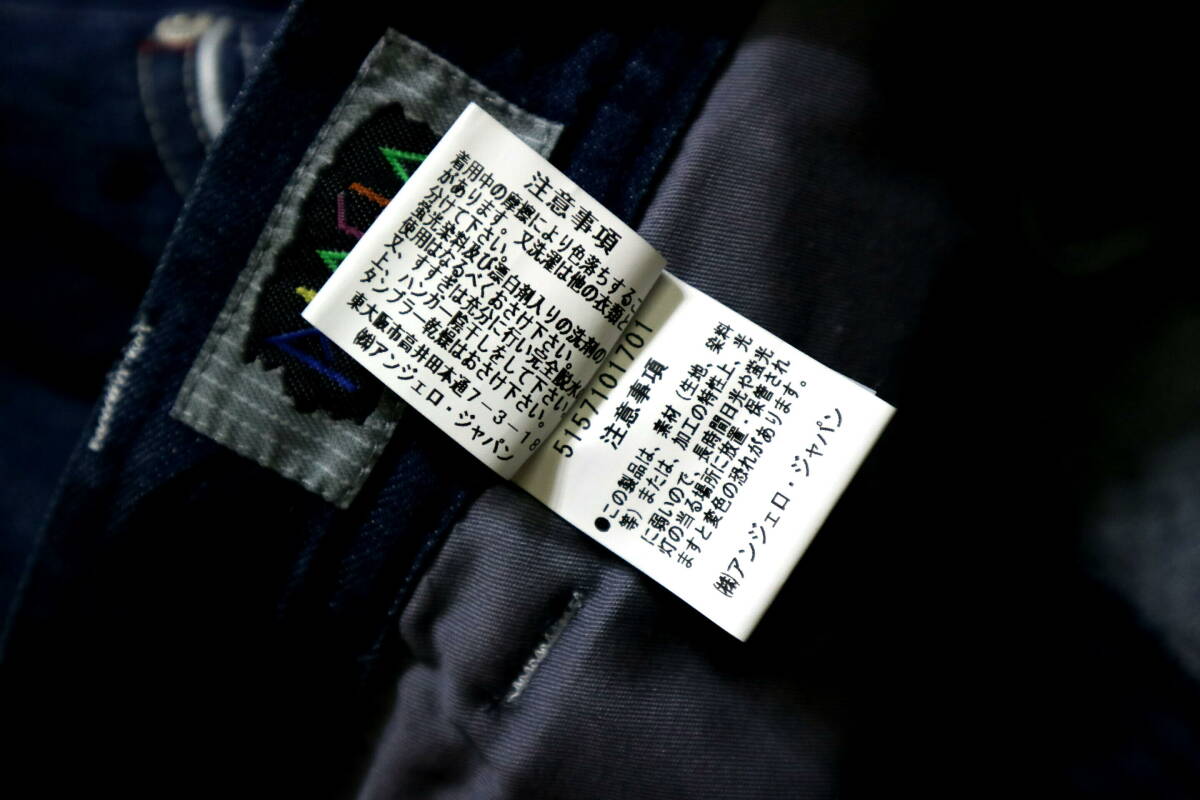 注意事項
着用中の摩擦により色落ちする
があります。又洗濯は他の衣類と
分けて下さい。
蛍光染料及び漂白剤入りの洗剤の
使用はなるべくおさけ下さい。
又、すすぎは充分に行い完全脱水
上、ハンガー陰干しをして下さい。
タンブラー乾燥はおさけ下さい。
東大阪市高井田本通7-3-18
㈱アンジェロ・ジャパン
5157101701
注意事項
●この製品は、素材(生地、染料
等)または、加工の特性上、光
に弱いので、長時間日光や蛍光
灯の当る場所に放置・保管され
ますと変色の恐れがあります。
㈱アンジェロ・ジャパン